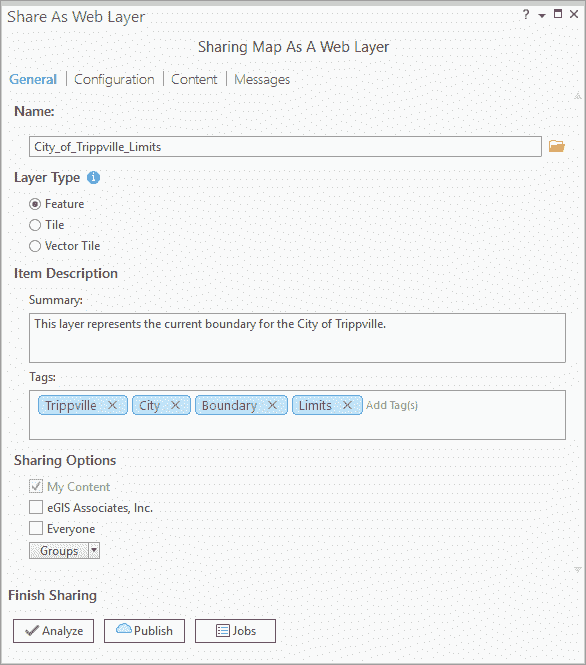 Share As Web Layer
?
Sharing Map As A Web Layer
General | Configuration | Content | Messages
Name:
City_of_Trippville_Limits
Layer Type i
Feature
Tile
Vector Tile
Item Description
Summary:
This layer represents the current boundary for the City of Trippville.
Tags:
Trippville City Boundary Limits Add Tag(s)
Sharing Options
My Content
eGIS Associates, Inc.
Everyone
Groups
Finish Sharing
Analyze Publish Jobs